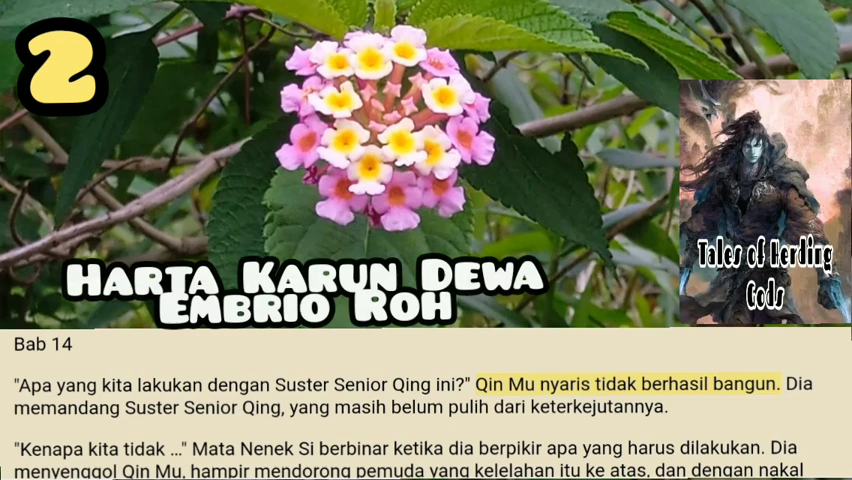 2
HARTA KARUN DEWA
EMBRIO ROH
Tales of Herding
Gods
Bab 14
"Apa yang kita lakukan dengan Suster Senior Qing ini?" Qin Mu nyaris tidak berhasil bangun. Dia
memandang Suster Senior Qing, yang masih belum pulih dari keterkejutannya.
"Kenapa kita tidak ..." Mata Nenek Si berbinar ketika dia berpikir apa yang harus dilakukan. Dia
menyenggol Qin Mu, hampir mendorong pemuda yang kelelahan itu ke atas, dan dengan nakal